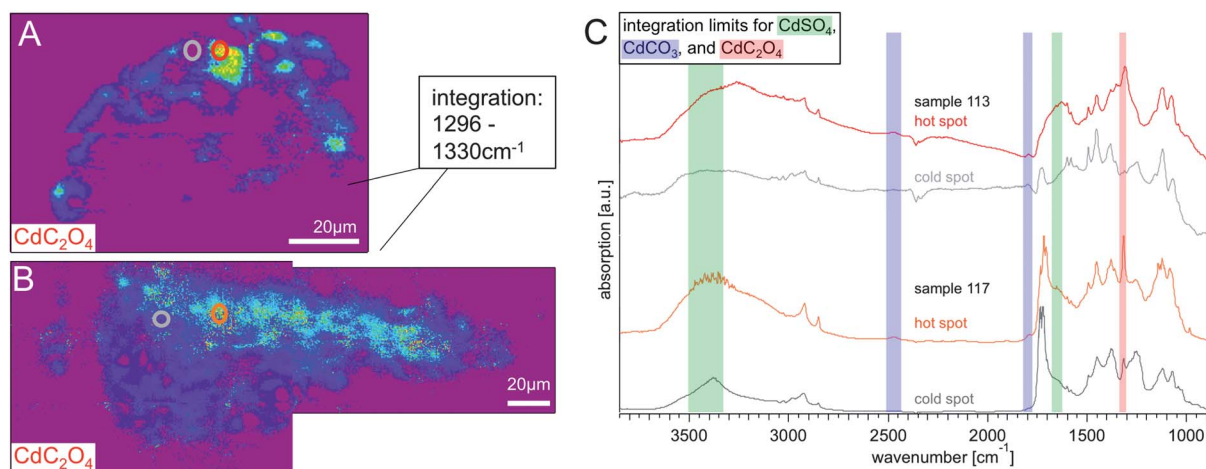 A
CdC₂O₄
20µm
integration:
1296 -
1330cm⁻¹
B
CdC₂O₄
20µm
C
integration limits for CdSO₄,
CdCO₃, and CdC₂O₄
absorption [a.u.]
sample 113
hot spot
cold spot
sample 117
hot spot
cold spot
3500 3000 2500 2000 1500 1000
wavenumber [cm⁻¹]